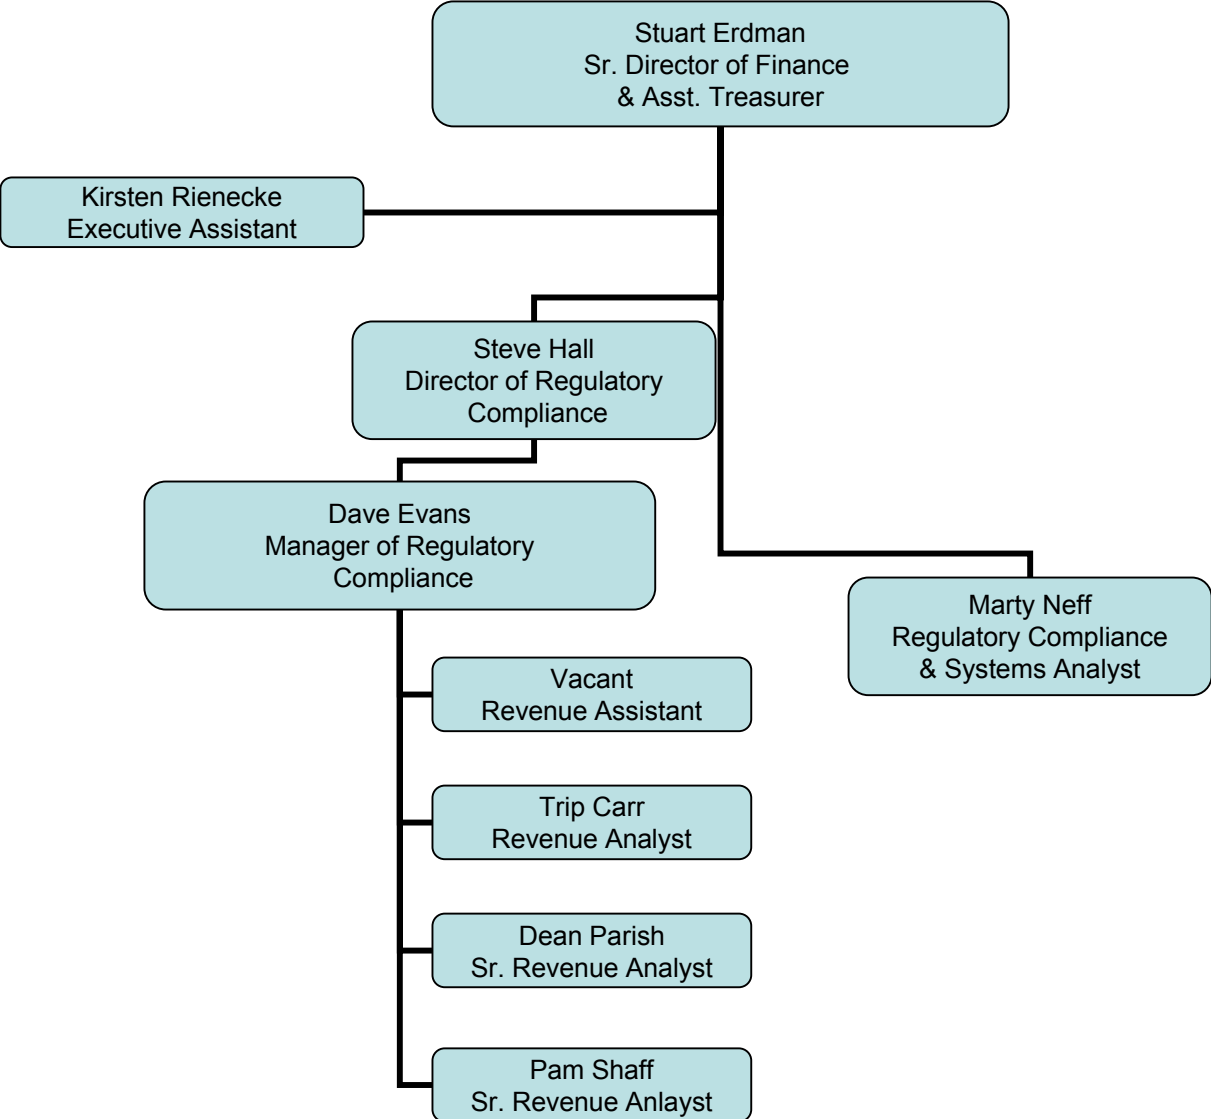 Stuart Erdman
Sr. Director of Finance
& Asst. Treasurer
Kirsten Rienecke
Executive Assistant
Steve Hall
Director of Regulatory
Compliance
Dave Evans
Manager of Regulatory
Compliance
Marty Neff
Regulatory Compliance
& Systems Analyst
Vacant
Revenue Assistant
Trip Carr
Revenue Analyst
Dean Parish
Sr. Revenue Analyst
Pam Shaff
Sr. Revenue Anlayst